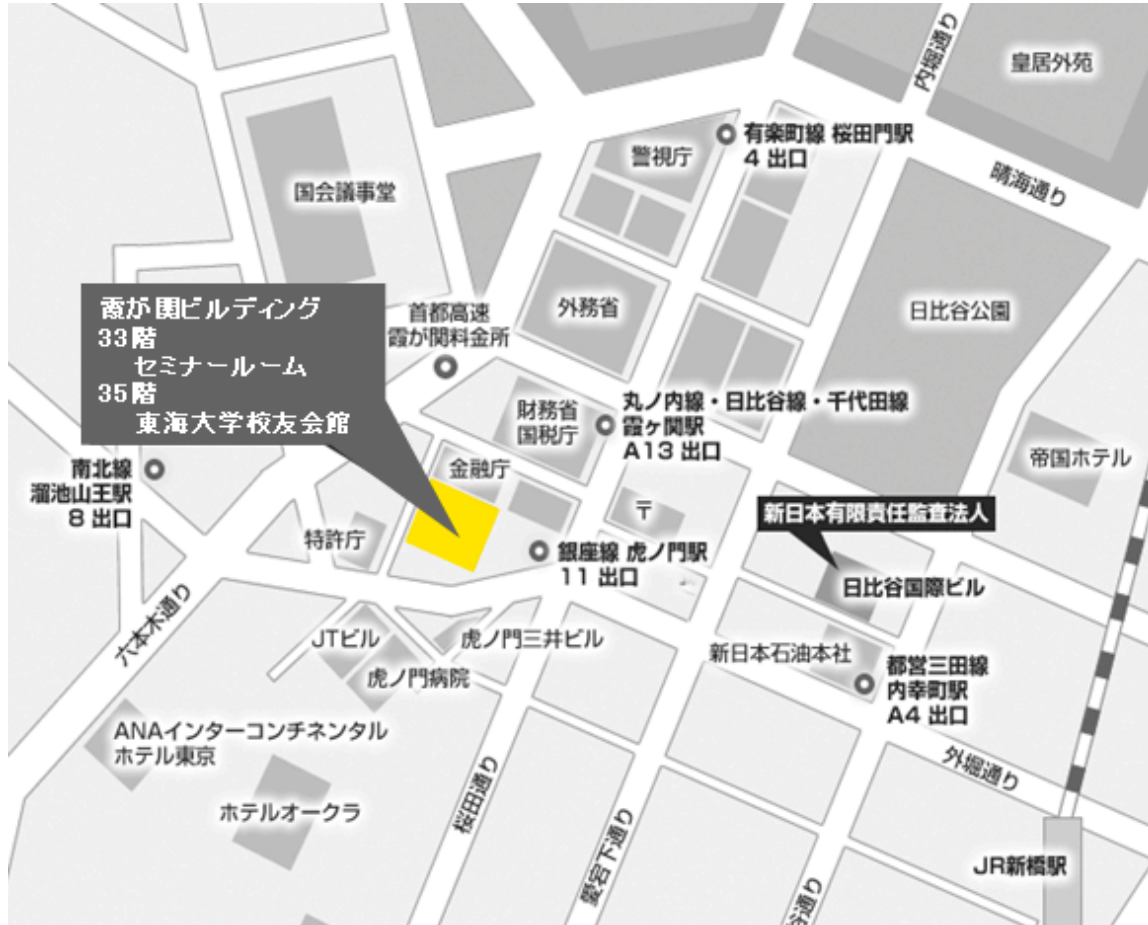 内堀通り
皇居外苑
有楽町線 桜田門駅
4 出口
警視庁
晴海通り
国会議事堂
霞が関ビルディング
33階
セミナールーム
35階
東海大学校友会館
首都高速
霞が関料金所
外務省
日比谷公園
財務省
国税庁
丸ノ内線・日比谷線・千代田線
霞ヶ関駅
A13 出口
帝国ホテル
南北線
溜池山王駅
8 出口
金融庁
〒
新日本有限責任監査法人
特許庁
銀座線 虎ノ門駅
11 出口
日比谷国際ビル
六本木通り
JTビル
虎ノ門三井ビル
虎ノ門病院
新日本石油本社
都営三田線
内幸町駅
A4 出口
ANAインターコンチネンタル
ホテル東京
外堀通り
ホテルオークラ
桜田通り
愛宕下通り
谷通り
JR新橋駅